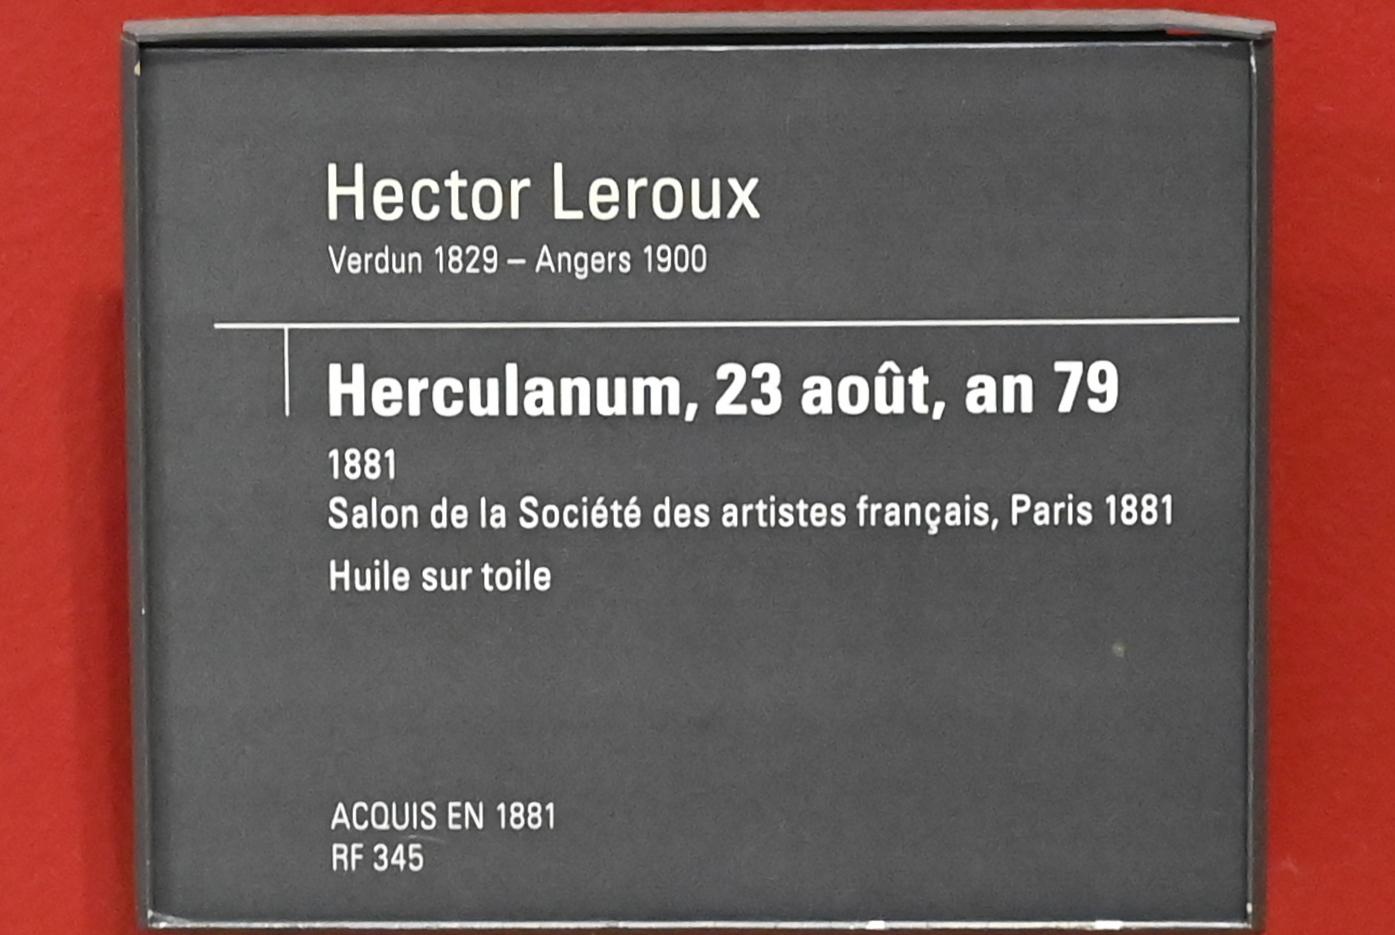 Hector Leroux
Verdun 1829 – Angers 1900
Herculanum, 23 août, an 79
1881
Salon de la Société des artistes français, Paris 1881
Huile sur toile
ACQUIS EN 1881
RF 345